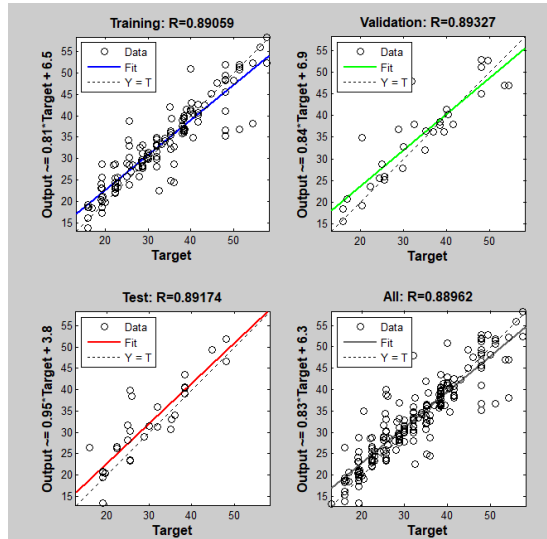 Training: R=0.89059
Output ~= 0.81*Target + 6.5
55
50
45
40
35
30
25
20
15
Data
Fit
Y = T
20
30
40
50
Target
Validation: R=0.89327
Output ~= 0.84*Target + 6.9
55
50
45
40
35
30
25
20
15
Data
Fit
Y = T
20
30
40
50
Target
Test: R=0.89174
Output ~= 0.95*Target + 3.8
55
50
45
40
35
30
25
20
15
Data
Fit
Y = T
20
30
40
50
Target
All: R=0.88962
Output ~= 0.83*Target + 6.3
55
50
45
40
35
30
25
20
15
Data
Fit
Y = T
20
30
40
50
Target